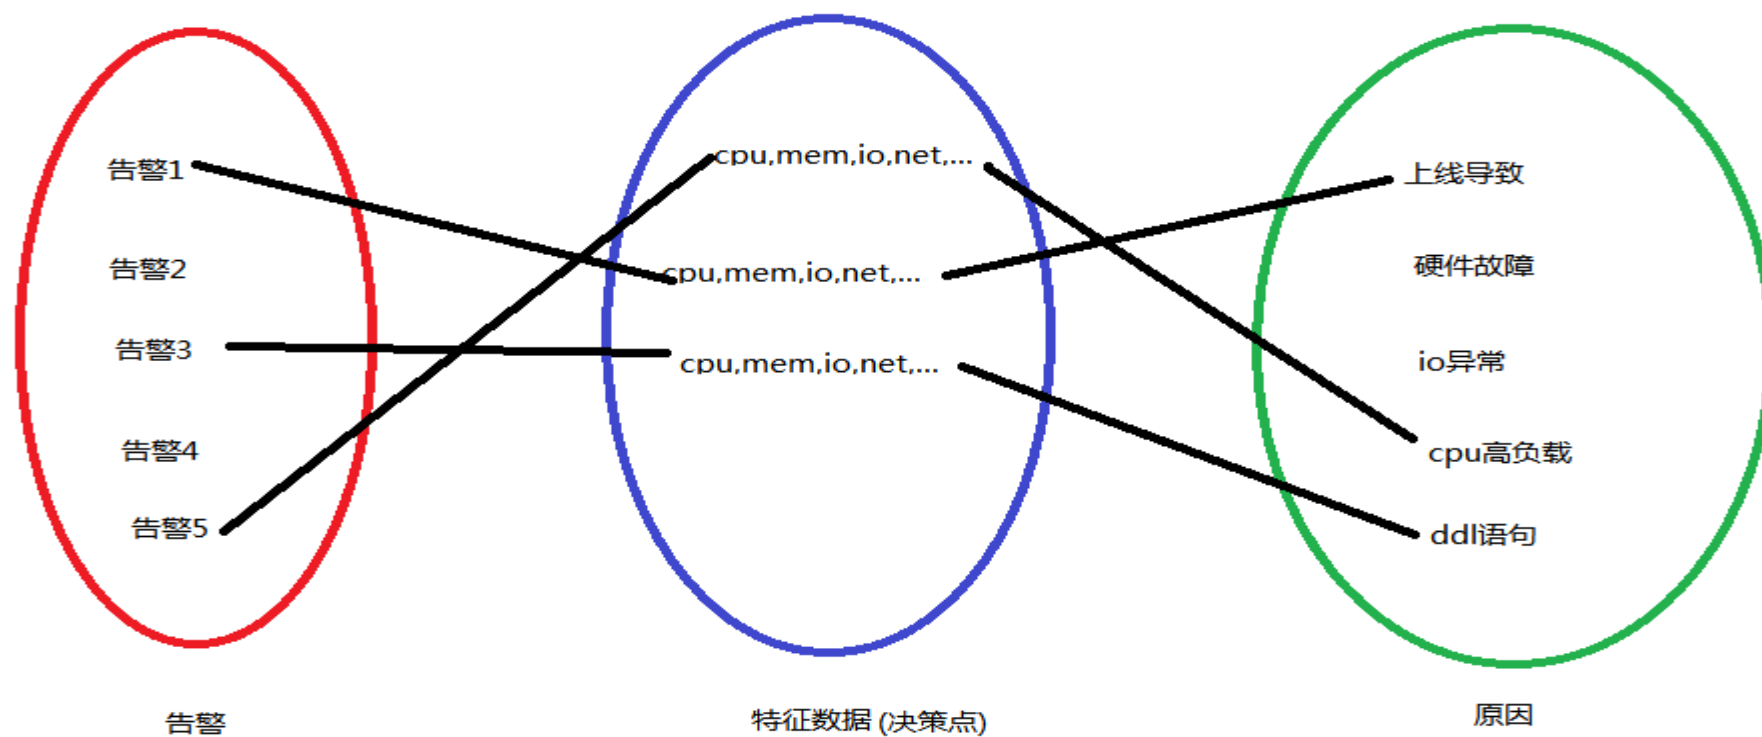 告警1
告警2
告警3
告警4
告警5
告警
cpu,mem,io,net,...
cpu,mem,io,net,...
cpu,mem,io,net,...
特征数据 (决策点)
上线导致
硬件故障
io异常
cpu高负载
ddl语句
原因